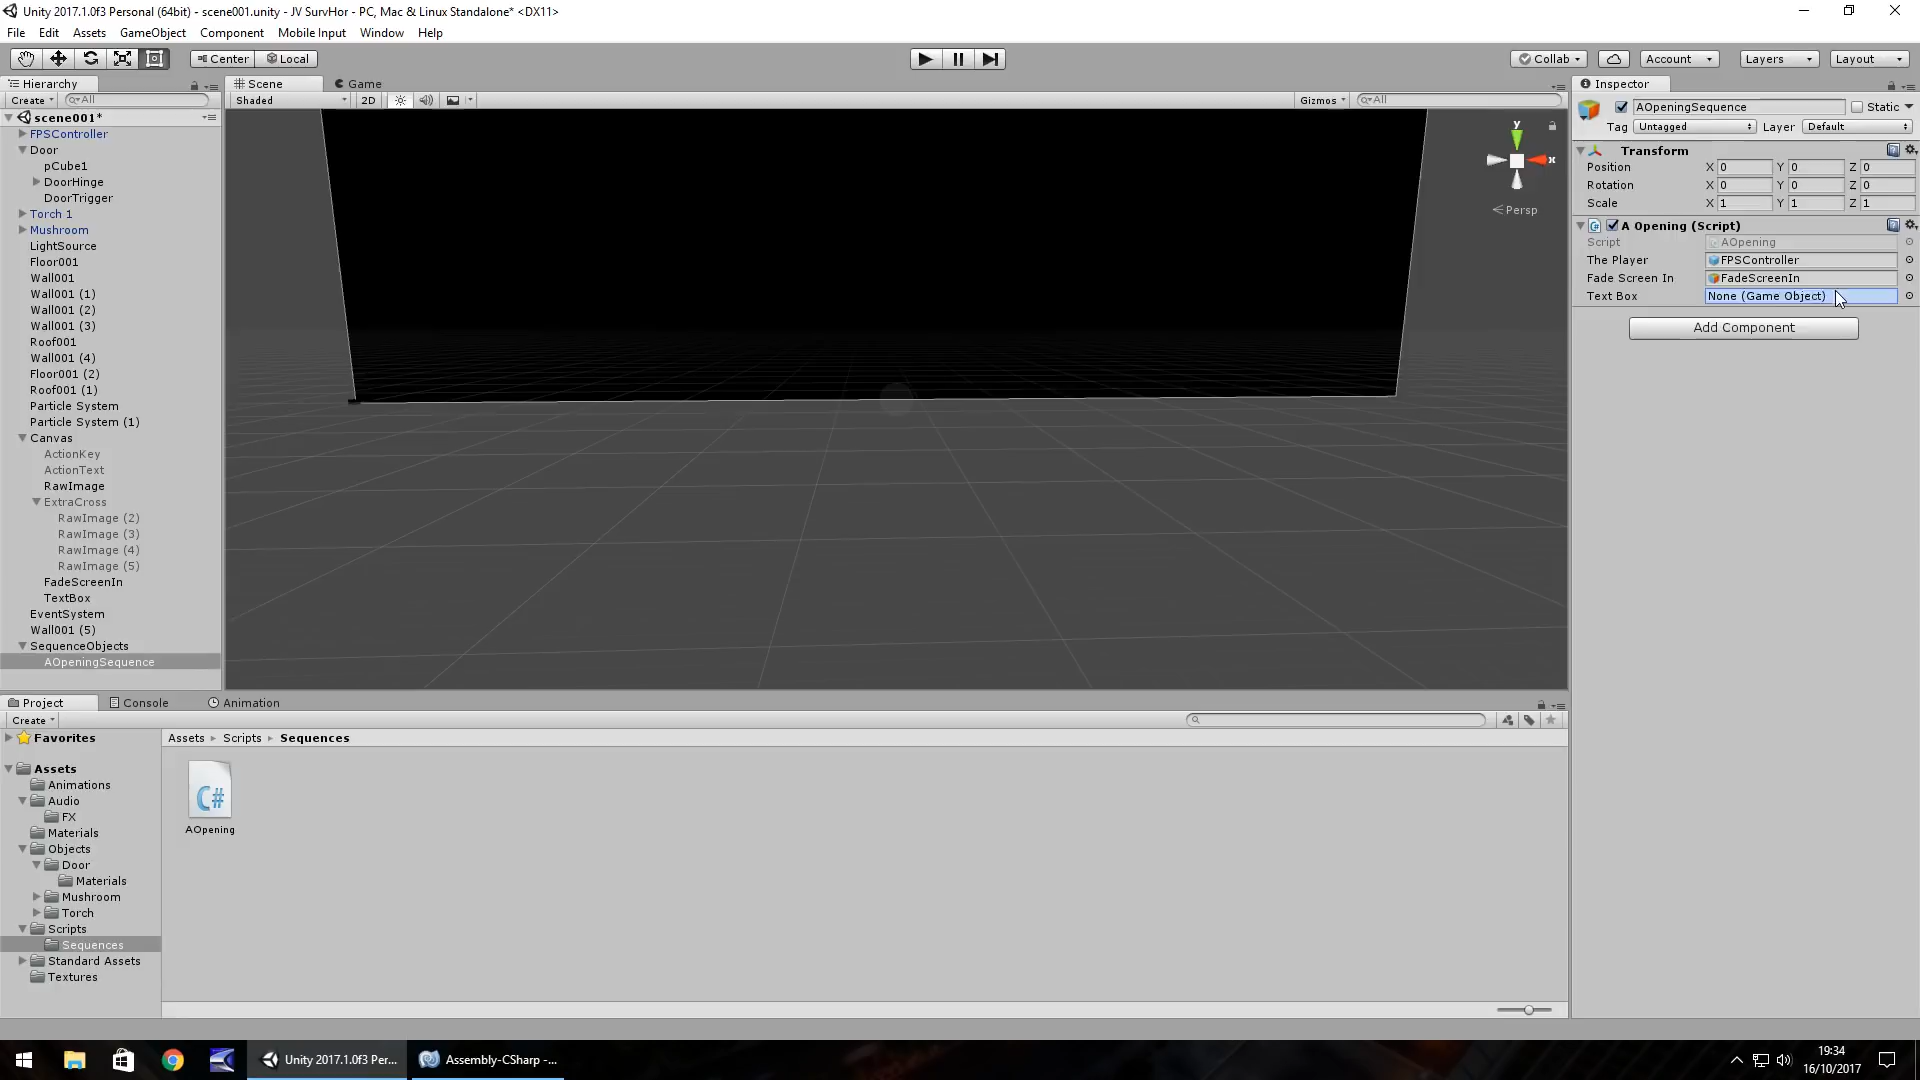 Unity 2017.1.0f3 Personal (64bit) - scene001.unity - JV SurvHor - PC, Mac & Linux Standalone* <DX11>
File Edit Assets GameObject Component Mobile Input Window Help
Center Local Collab Account Layers Layout
Hierarchy
Create All
scene001*
FPSController
Door
pCube1
DoorHinge
DoorTrigger
Torch 1
Mushroom
LightSource
Floor001
Wall001
Wall001 (1)
Wall001 (2)
Wall001 (3)
Roof001
Wall001 (4)
Floor001 (2)
Roof001 (1)
Particle System
Particle System (1)
Canvas
ActionKey
ActionText
RawImage
ExtraCross
RawImage (2)
RawImage (3)
RawImage (4)
RawImage (5)
FadeScreenIn
TextBox
EventSystem
Wall001 (5)
SequenceObjects
AOpeningSequence
Scene Game
Shaded 2D Gizmos All
y
x
Persp
Inspector
AOpeningSequence Static
Tag Untagged Layer Default
Transform
Position X 0 Y 0 Z 0
Rotation X 0 Y 0 Z 0
Scale X 1 Y 1 Z 1
A Opening (Script)
Script AOpening
The Player FPSController
Fade Screen In FadeScreenIn
Text Box None (Game Object)
Add Component
Project Console Animation
Create
Favorites
Assets
Animations
Audio
FX
Materials
Objects
Door
Materials
Mushroom
Torch
Scripts
Sequences
Standard Assets
Textures
Assets Scripts Sequences
C#
AOpening
Unity 2017.1.0f3 Per...
Assembly-CSharp -...
19:34
16/10/2017